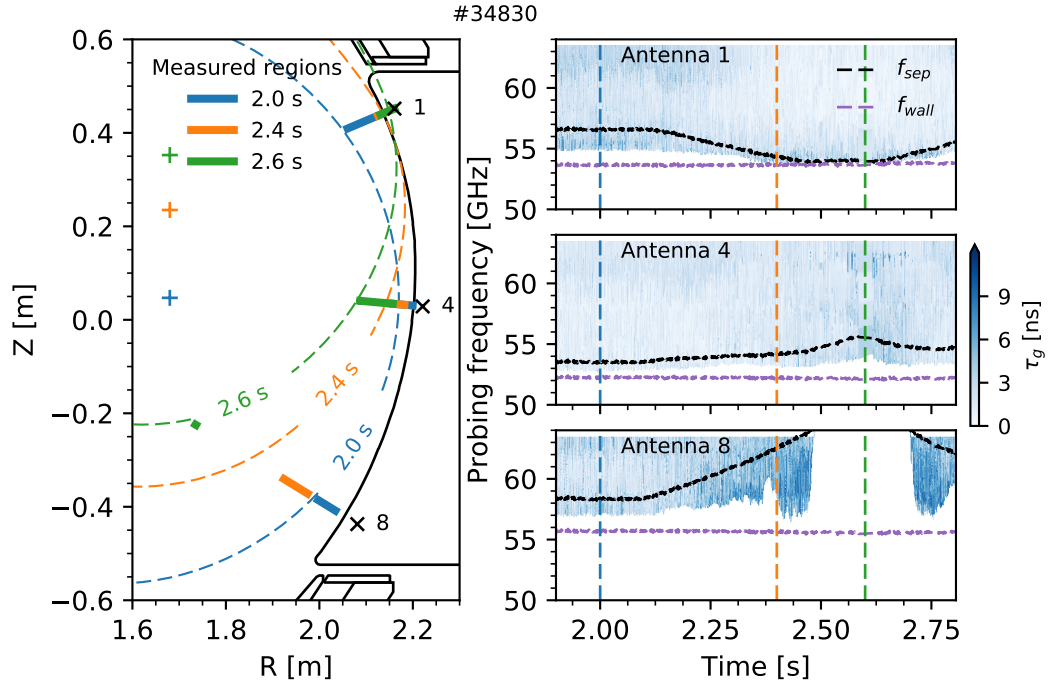 #34830
0.6
0.4
0.2
0.0
−0.2
−0.4
−0.6
Z [m]
1.6
1.8
2.0
2.2
R [m]
Measured regions
2.0 s
2.4 s
2.6 s
1
4
8
2.6 s
2.4 s
2.0 s
Probing frequency [GHz]
Antenna 1
f_sep
f_wall
60
55
50
Antenna 4
60
55
50
Antenna 8
60
55
50
2.00
2.25
2.50
2.75
Time [s]
9
6
3
0
τ_g [ns]